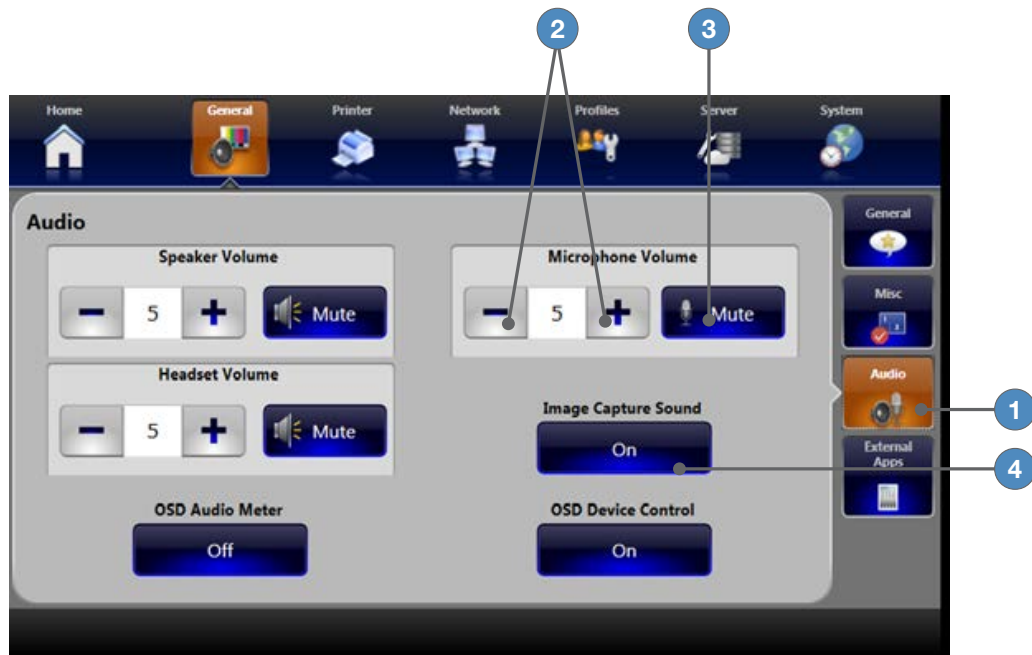 2 3
Home General Printer Network Profiles Server System
Audio
General
Speaker Volume Microphone Volume
− 5 + Mute − 5 + Mute
Misc
Headset Volume
− 5 + Mute
Audio
1
Image Capture Sound
On
External
Apps
4
OSD Audio Meter OSD Device Control
Off On